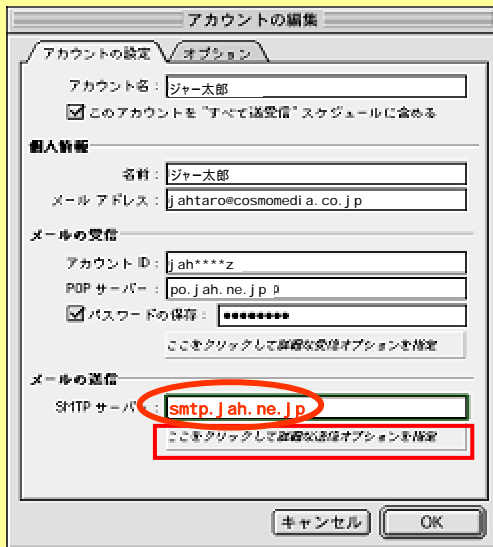 アカウントの編集
アカウントの設定 オプション
アカウント名： ジャー太郎
このアカウントを "すべて送受信" スケジュールに含める
個人情報
名前： ジャー太郎
メール アドレス： jahtaro@cosmomedia.co.jp
メールの受信
アカウント ID： jah****z
POP サーバー： po.jah.ne.jp
パスワードの保存： ●●●●●●●●
ここをクリックして詳細な受信オプションを指定
メールの送信
SMTP サーバー： smtp.jah.ne.jp
ここをクリックして詳細な送信オプションを指定
キャンセル OK